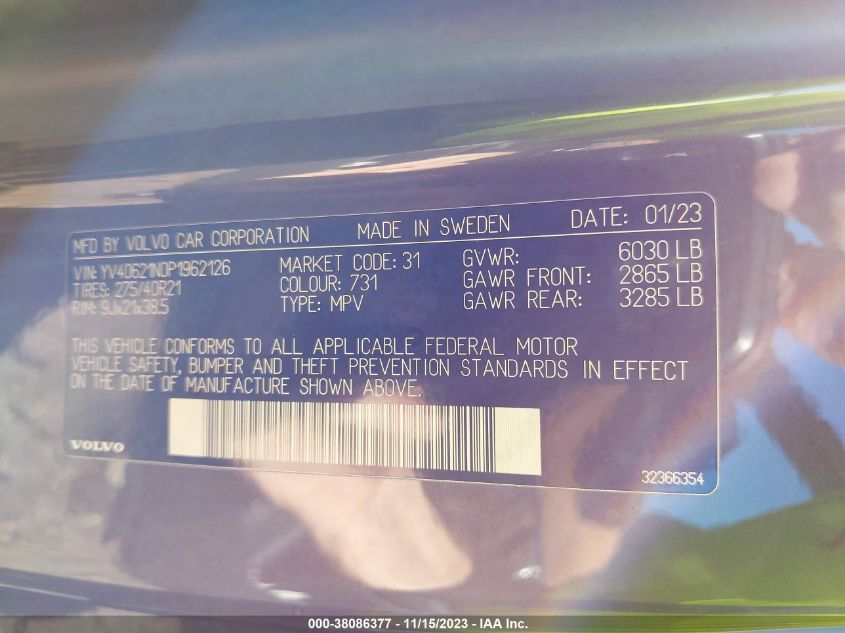 MFD BY VOLVO CAR CORPORATION MADE IN SWEDEN DATE: 01/23
VIN: YV40621N0P1962126 MARKET CODE: 31 GVWR: 6030 LB
TIRES: 275/40R21 COLOUR: 731 GAWR FRONT: 2865 LB
RIM: 9Jx21x38.5 TYPE: MPV GAWR REAR: 3285 LB
THIS VEHICLE CONFORMS TO ALL APPLICABLE FEDERAL MOTOR
VEHICLE SAFETY, BUMPER AND THEFT PREVENTION STANDARDS IN EFFECT
ON THE DATE OF MANUFACTURE SHOWN ABOVE.
VOLVO
32366354
000-38086377 - 11/15/2023 - IAA Inc.